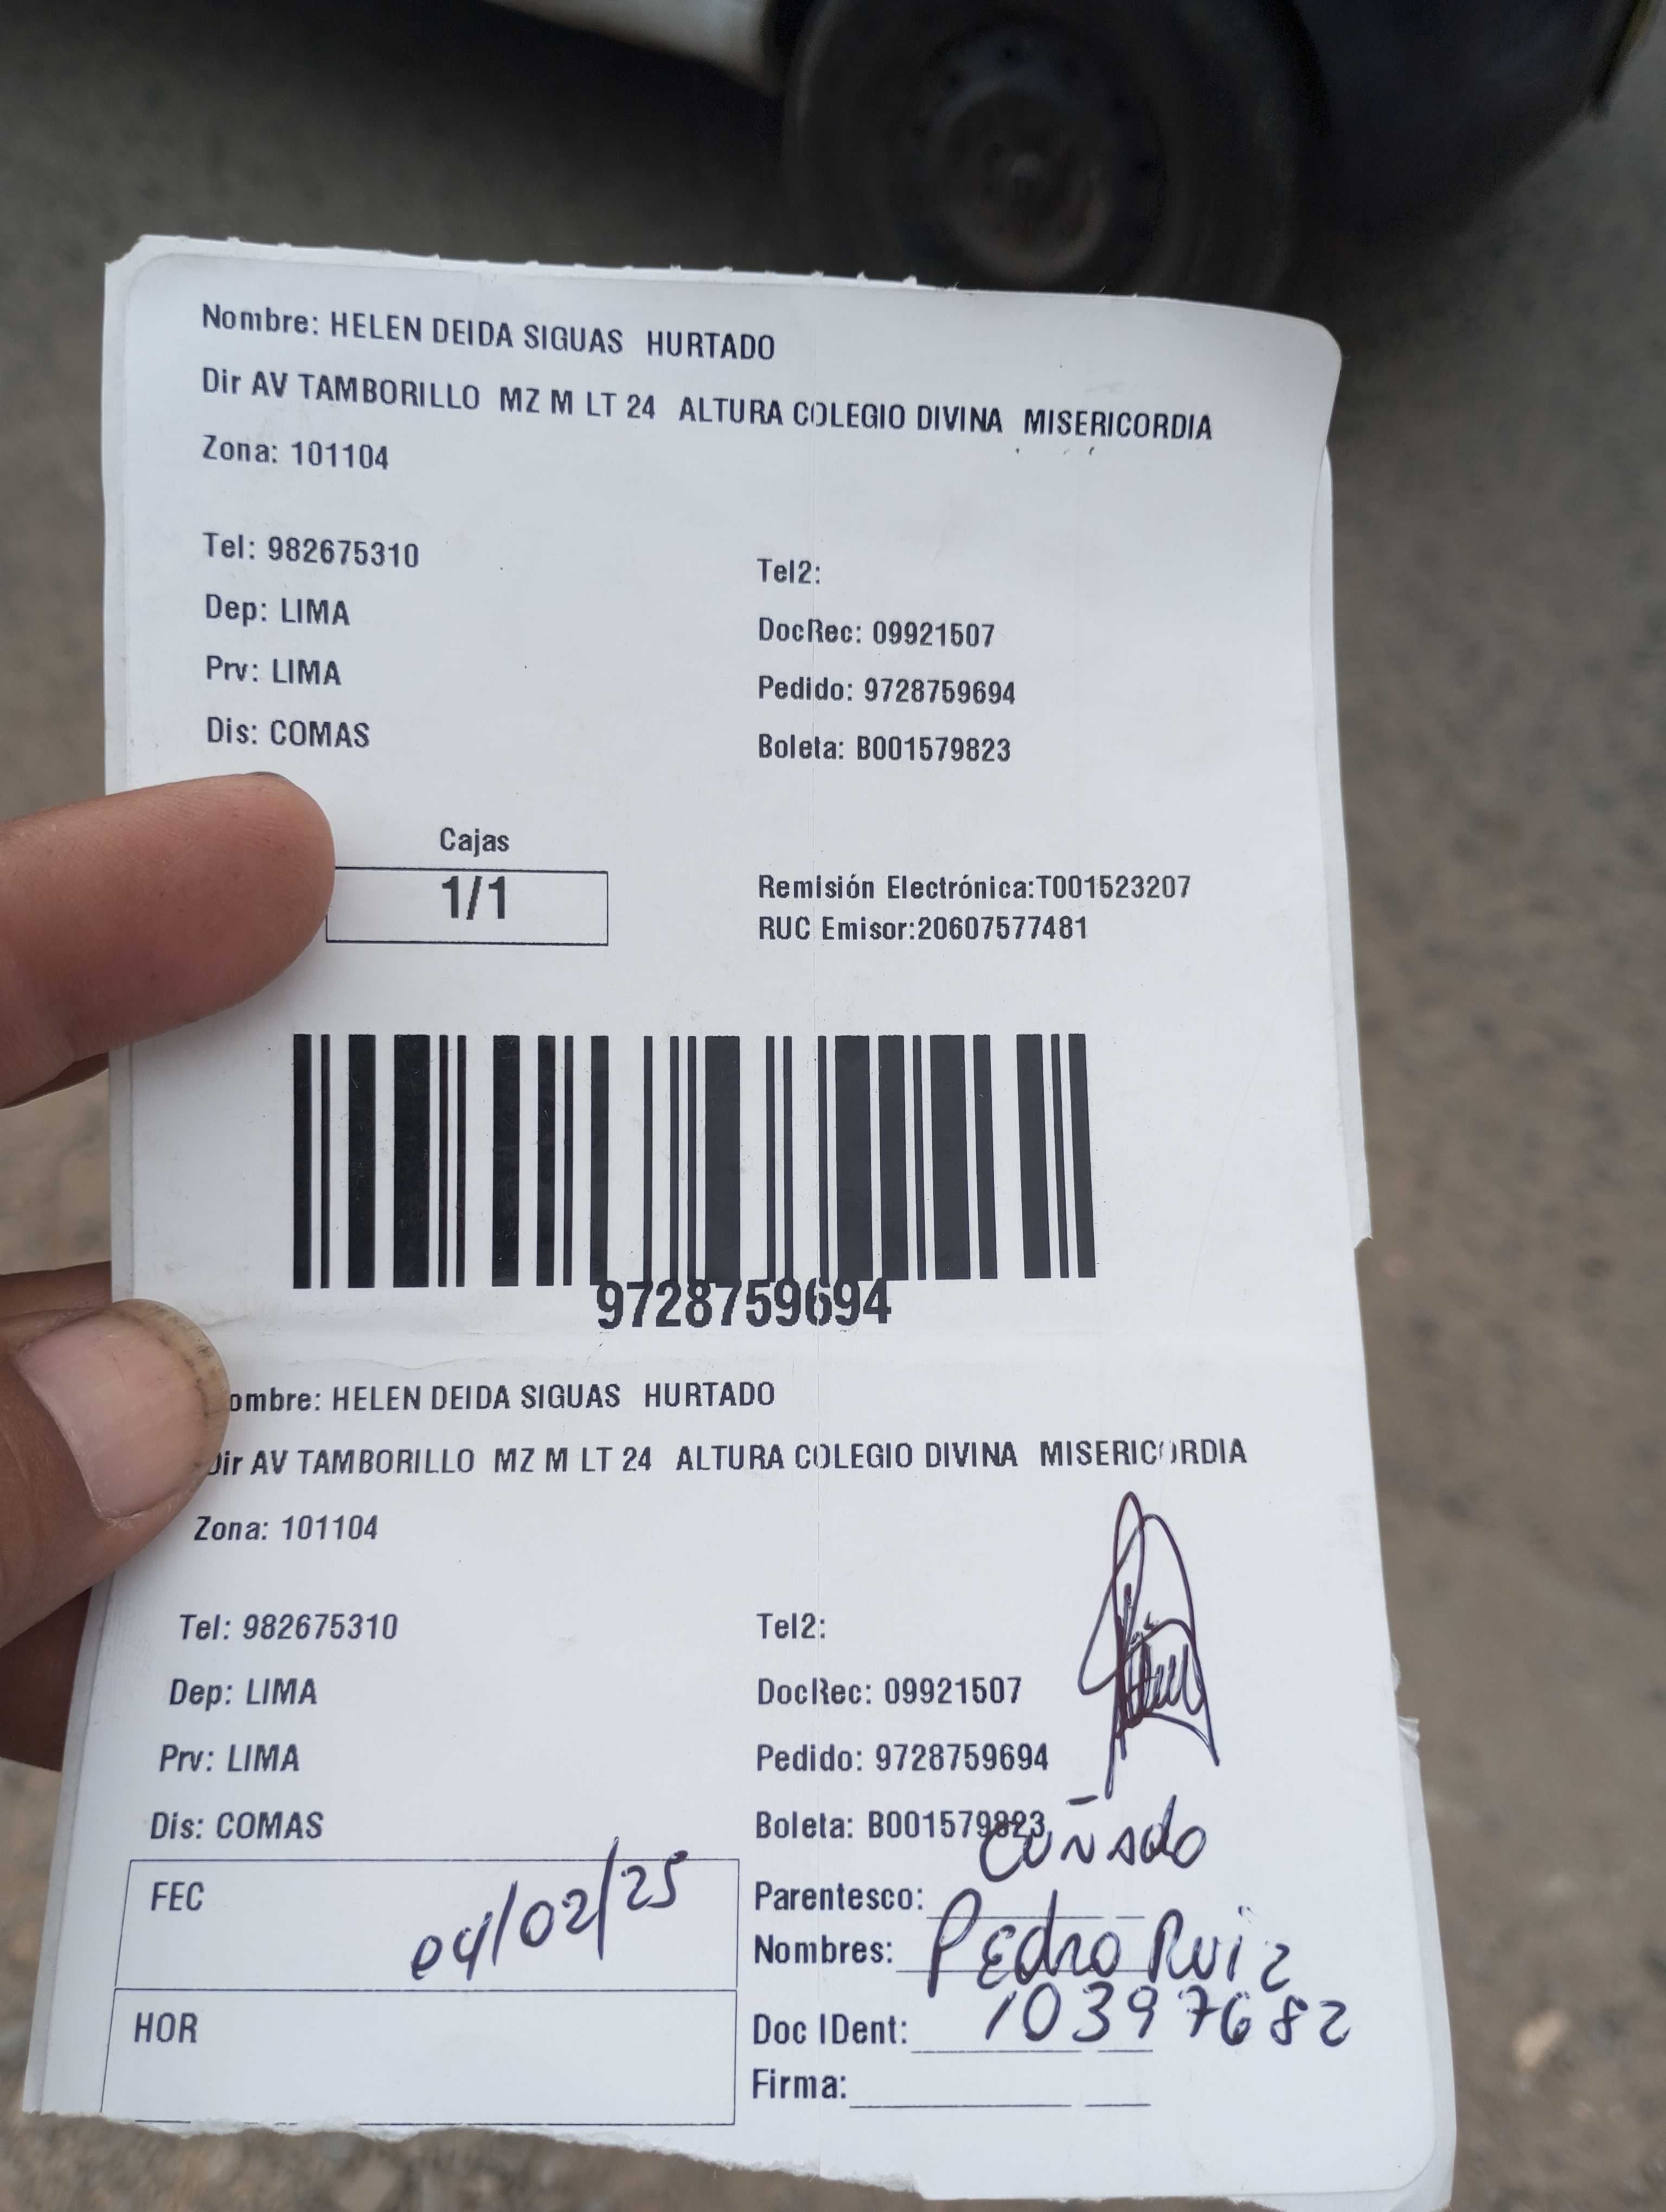 Nombre: HELEN DEIDA SIGUAS HURTADO
Dir AV TAMBORILLO MZ M LT 24 ALTURA COLEGIO DIVINA MISERICORDIA
Zona: 101104
Tel: 982675310
Tel2:
Dep: LIMA
DocRec: 09921507
Prv: LIMA
Pedido: 9728759694
Dis: COMAS
Boleta: B001579823
Cajas
1/1
Remisión Electrónica:T001523207
RUC Emisor:20607577481
9728759694
ombre: HELEN DEIDA SIGUAS HURTADO
Dir AV TAMBORILLO MZ M LT 24 ALTURA COLEGIO DIVINA MISERICORDIA
Zona: 101104
Tel: 982675310
Tel2:
Dep: LIMA
DocRec: 09921507
Prv: LIMA
Pedido: 9728759694
Dis: COMAS
Boleta: B001579823
FEC 04/02/25
HOR
Parentesco: CUÑAdo
Nombres: PEdro Ruiz
Doc IDent: 10397682
Firma: